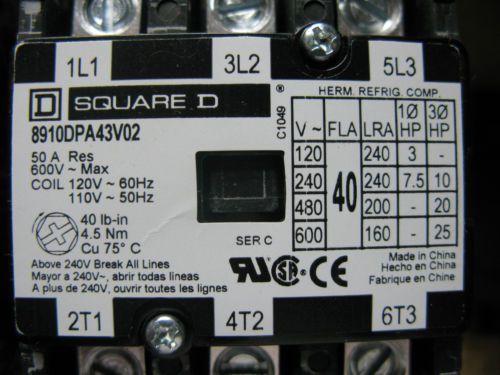 1L1 3L2 5L3
D SQUARE D ®
8910DPA43V02
50 A Res
600V ~ Max
COIL 120V ~ 60Hz
110V ~ 50Hz
40 lb-in
4.5 Nm
Cu 75° C
Above 240V Break All Lines
Mayor a 240V~, abrir todas lineas
A plus de 240V, ouvrir toutes les lignes
SER C
C1049
HERM. REFRIG. COMP.
V ~ FLA LRA 1Ø HP 3Ø HP
120 40 240 3 -
240 240 7.5 10
480 200 - 20
600 160 - 25
RU SA CE
Made in China
Hecho en China
Fabrique en Chine
2T1 4T2 6T3